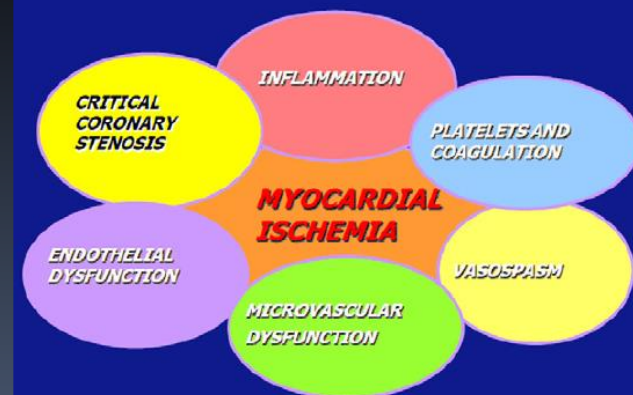 INFLAMMATION
CRITICAL
CORONARY
STENOSIS
PLATELETS AND
COAGULATION
MYOCARDIAL
ISCHEMIA
ENDOTHELIAL
DYSFUNCTION
VASOSPASM
MICROVASCULAR
DYSFUNCTION